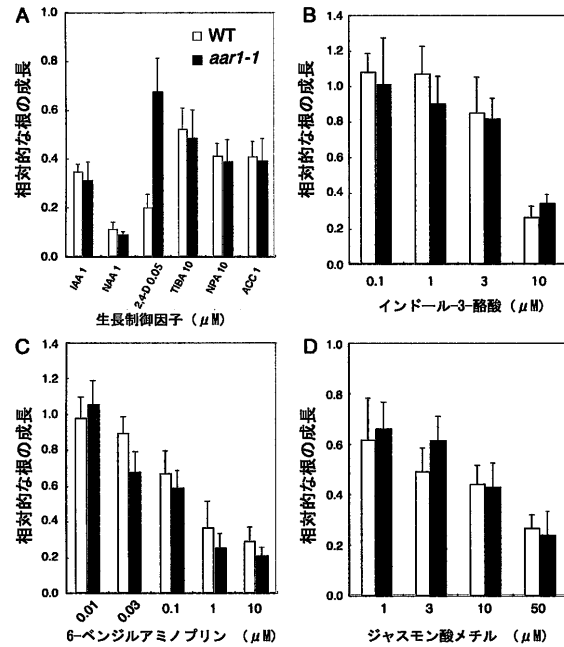 A
WT
aar1-1
相対的な根の成長
1.0
0.8
0.6
0.4
0.2
0.0
IAA 1
NAA 1
2,4-D 0.05
TIBA 10
NPA 10
ACC 1
生長制御因子 (μM)
B
相対的な根の成長
1.4
1.2
1.0
0.8
0.6
0.4
0.2
0.0
0.1
1
3
10
インドール-3-酪酸 (μM)
C
相対的な根の成長
1.4
1.2
1.0
0.8
0.6
0.4
0.2
0.0
0.01
0.03
0.1
1
10
6-ベンジルアミノプリン (μM)
D
相対的な根の成長
1.0
0.8
0.6
0.4
0.2
0.0
1
3
10
50
ジャスモン酸メチル (μM)